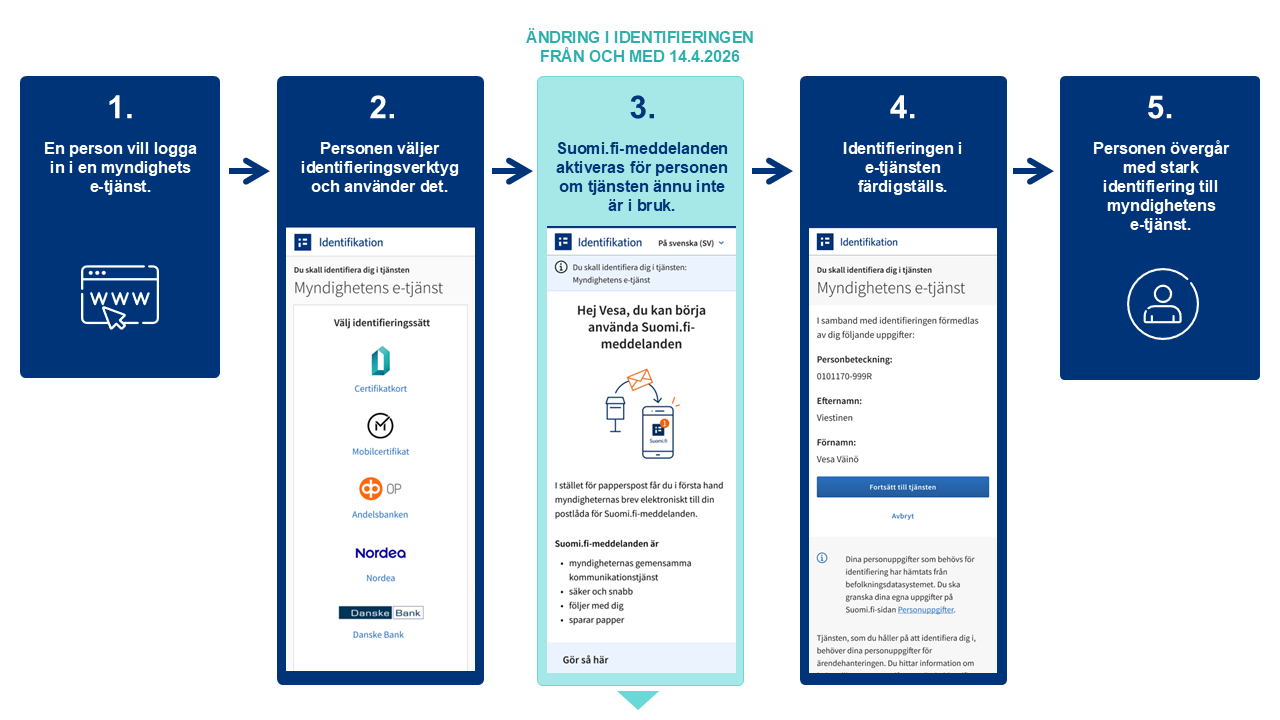 ÄNDRING I IDENTIFIERINGEN
FRÅN OCH MED 14.4.2026
1.
En person vill logga
in i en myndighets
e-tjänst.
WWW
2.
Personen väljer
identifieringsverktyg
och använder det.
Identifikation
Du skall identifiera dig i tjänsten
Myndighetens e-tjänst
Välj identifieringssätt
Certifikatkort
Mobilcertifikat
OP
Andelsbanken
Nordea
Nordea
Danske Bank
Danske Bank
3.
Suomi.fi-meddelanden
aktiveras för personen
om tjänsten ännu inte
är i bruk.
Identifikation På svenska (SV)
Du skall identifiera dig i tjänsten:
Myndighetens e-tjänst
Hej Vesa, du kan börja
använda Suomi.fi-
meddelanden
1
Suomi.fi
I stället för papperspost får du i första hand
myndigheternas brev elektroniskt till din
postlåda för Suomi.fi-meddelanden.
Suomi.fi-meddelanden är
• myndigheternas gemensamma
kommunikationstjänst
• säker och snabb
• följer med dig
• sparar papper
Gör så här
4.
Identifieringen i
e-tjänsten
färdigställs.
Identifikation
Du skall identifiera dig i tjänsten
Myndighetens e-tjänst
I samband med identifieringen förmedlas
av dig följande uppgifter:
Personbeteckning:
0101170-999R
Efternamn:
Viestinen
Förnamn:
Vesa Väinö
Fortsätt till tjänsten
Avbryt
Dina personuppgifter som behövs för
identifiering har hämtats från
befolkningsdatasystemet. Du ska
granska dina egna uppgifter på
Suomi.fi-sidan Personuppgifter.
Tjänsten, som du håller på att identifiera dig i,
behöver dina personuppgifter för
ärendehanteringen. Du hittar information om
5.
Personen övergår
med stark
identifiering till
myndighetens
e-tjänst.